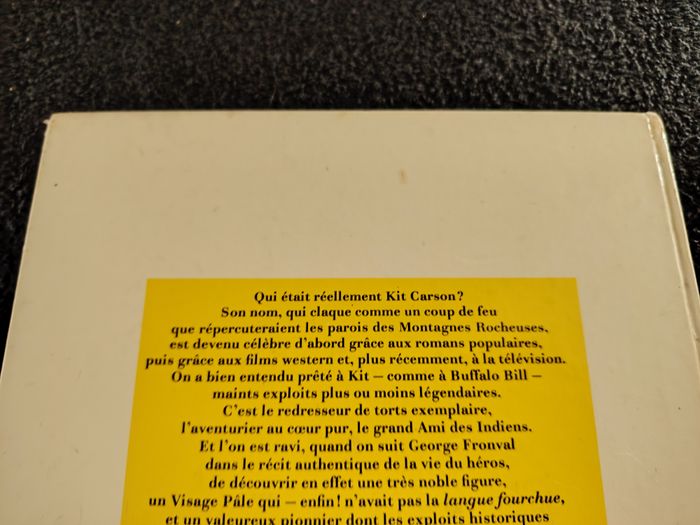 Qui était réellement Kit Carson?
Son nom, qui claque comme un coup de feu
que répercuteraient les parois des Montagnes Rocheuses,
est devenu célèbre d'abord grâce aux romans populaires,
puis grâce aux films western et, plus récemment, à la télévision.
On a bien entendu prêté à Kit — comme à Buffalo Bill —
maints exploits plus ou moins légendaires.
C'est le redresseur de torts exemplaire,
l'aventurier au cœur pur, le grand Ami des Indiens.
Et l'on est ravi, quand on suit George Fronval
dans le récit authentique de la vie du héros,
de découvrir en effet une très noble figure,
un Visage Pâle qui — enfin! n'avait pas la langue fourchue,
et un valeureux pionnier dont les exploits historiques